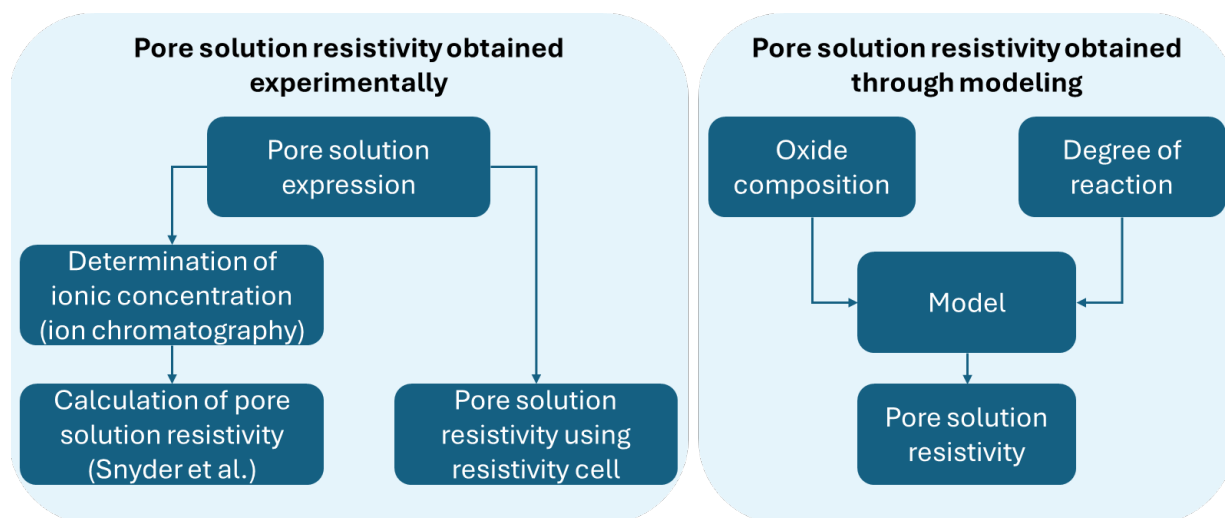 Pore solution resistivity obtained
experimentally
Pore solution
expression
Determination of
ionic concentration
(ion chromatography)
Calculation of pore
solution resistivity
(Snyder et al.)
Pore solution
resistivity using
resistivity cell
Pore solution resistivity obtained
through modeling
Oxide
composition
Degree of
reaction
Model
Pore solution
resistivity